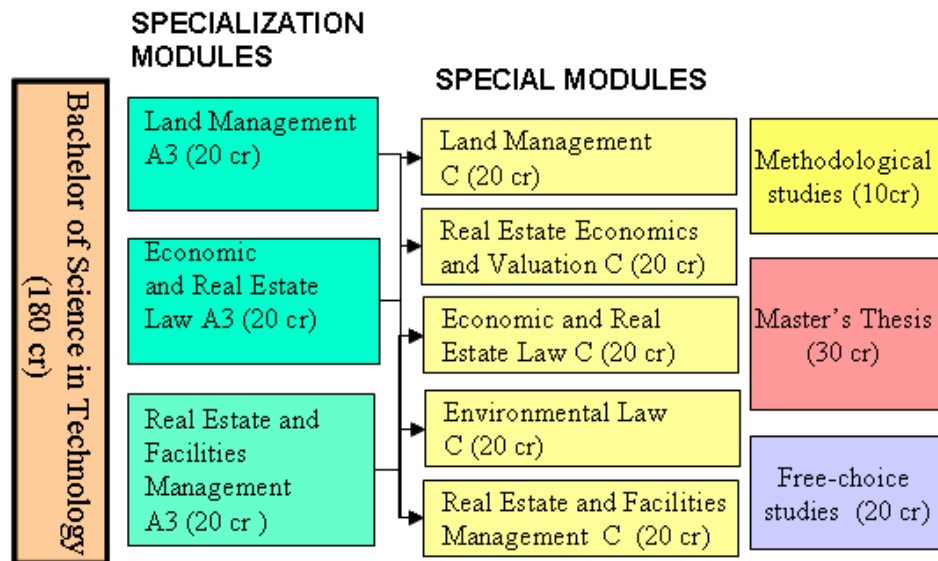 SPECIALIZATION
MODULES
SPECIAL MODULES
Bachelor of Science in Technology
(180 cr)
Land Management
A3 (20 cr)
Economic
and Real Estate
Law A3 (20 cr)
Real Estate and
Facilities
Management
A3 (20 cr )
Land Management
C (20 cr)
Real Estate Economics
and Valuation C (20 cr)
Economic and Real
Estate Law C (20 cr)
Environmental Law
C (20 cr)
Real Estate and Facilities
Management C (20 cr)
Methodological
studies (10cr)
Master's Thesis
(30 cr)
Free-choice
studies (20 cr)